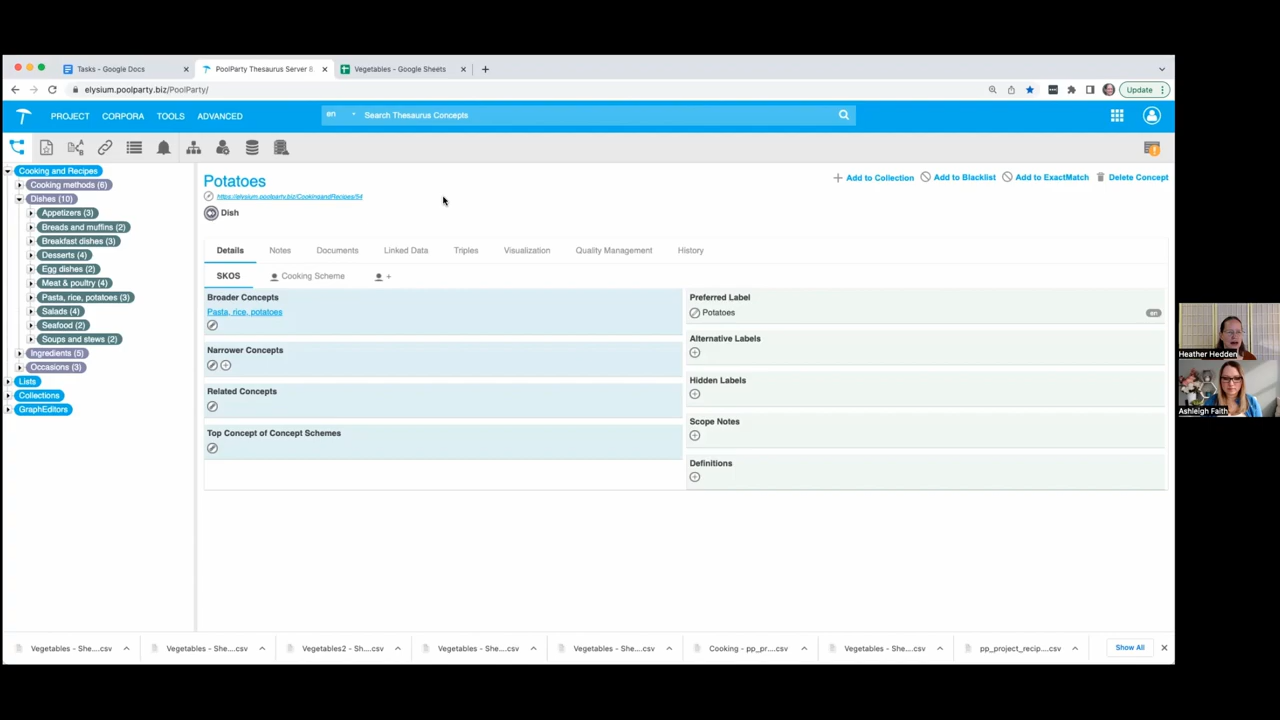 Tasks - Google Docs
PoolParty Thesaurus Server 8
Vegetables - Google Sheets
elysium.poolparty.biz/PoolParty/
Update
PROJECT CORPORA TOOLS ADVANCED
en Search Thesaurus Concepts
Cooking and Recipes
Cooking methods (6)
Dishes (10)
Appetizers (3)
Breads and muffins (2)
Breakfast dishes (3)
Desserts (4)
Egg dishes (2)
Meat & poultry (4)
Pasta, rice, potatoes (3)
Salads (4)
Seafood (2)
Soups and stews (2)
Ingredients (5)
Occasions (3)
Lists
Collections
GraphEditors
Potatoes
https://elysium.poolparty.biz/CookingandRecipes/54
Dish
Add to Collection Add to Blacklist Add to ExactMatch Delete Concept
Details Notes Documents Linked Data Triples Visualization Quality Management History
SKOS Cooking Scheme +
Broader Concepts
Pasta, rice, potatoes
Narrower Concepts
Related Concepts
Top Concept of Concept Schemes
Preferred Label
Potatoes en
Alternative Labels
Hidden Labels
Scope Notes
Definitions
Heather Hedden
Ashleigh Faith
Vegetables - She....csv
Vegetables - She....csv
Vegetables2 - Sh....csv
Vegetables - She....csv
Vegetables - She....csv
Cooking - pp_pr....csv
Vegetables - She....csv
pp_project_recip....csv
Show All